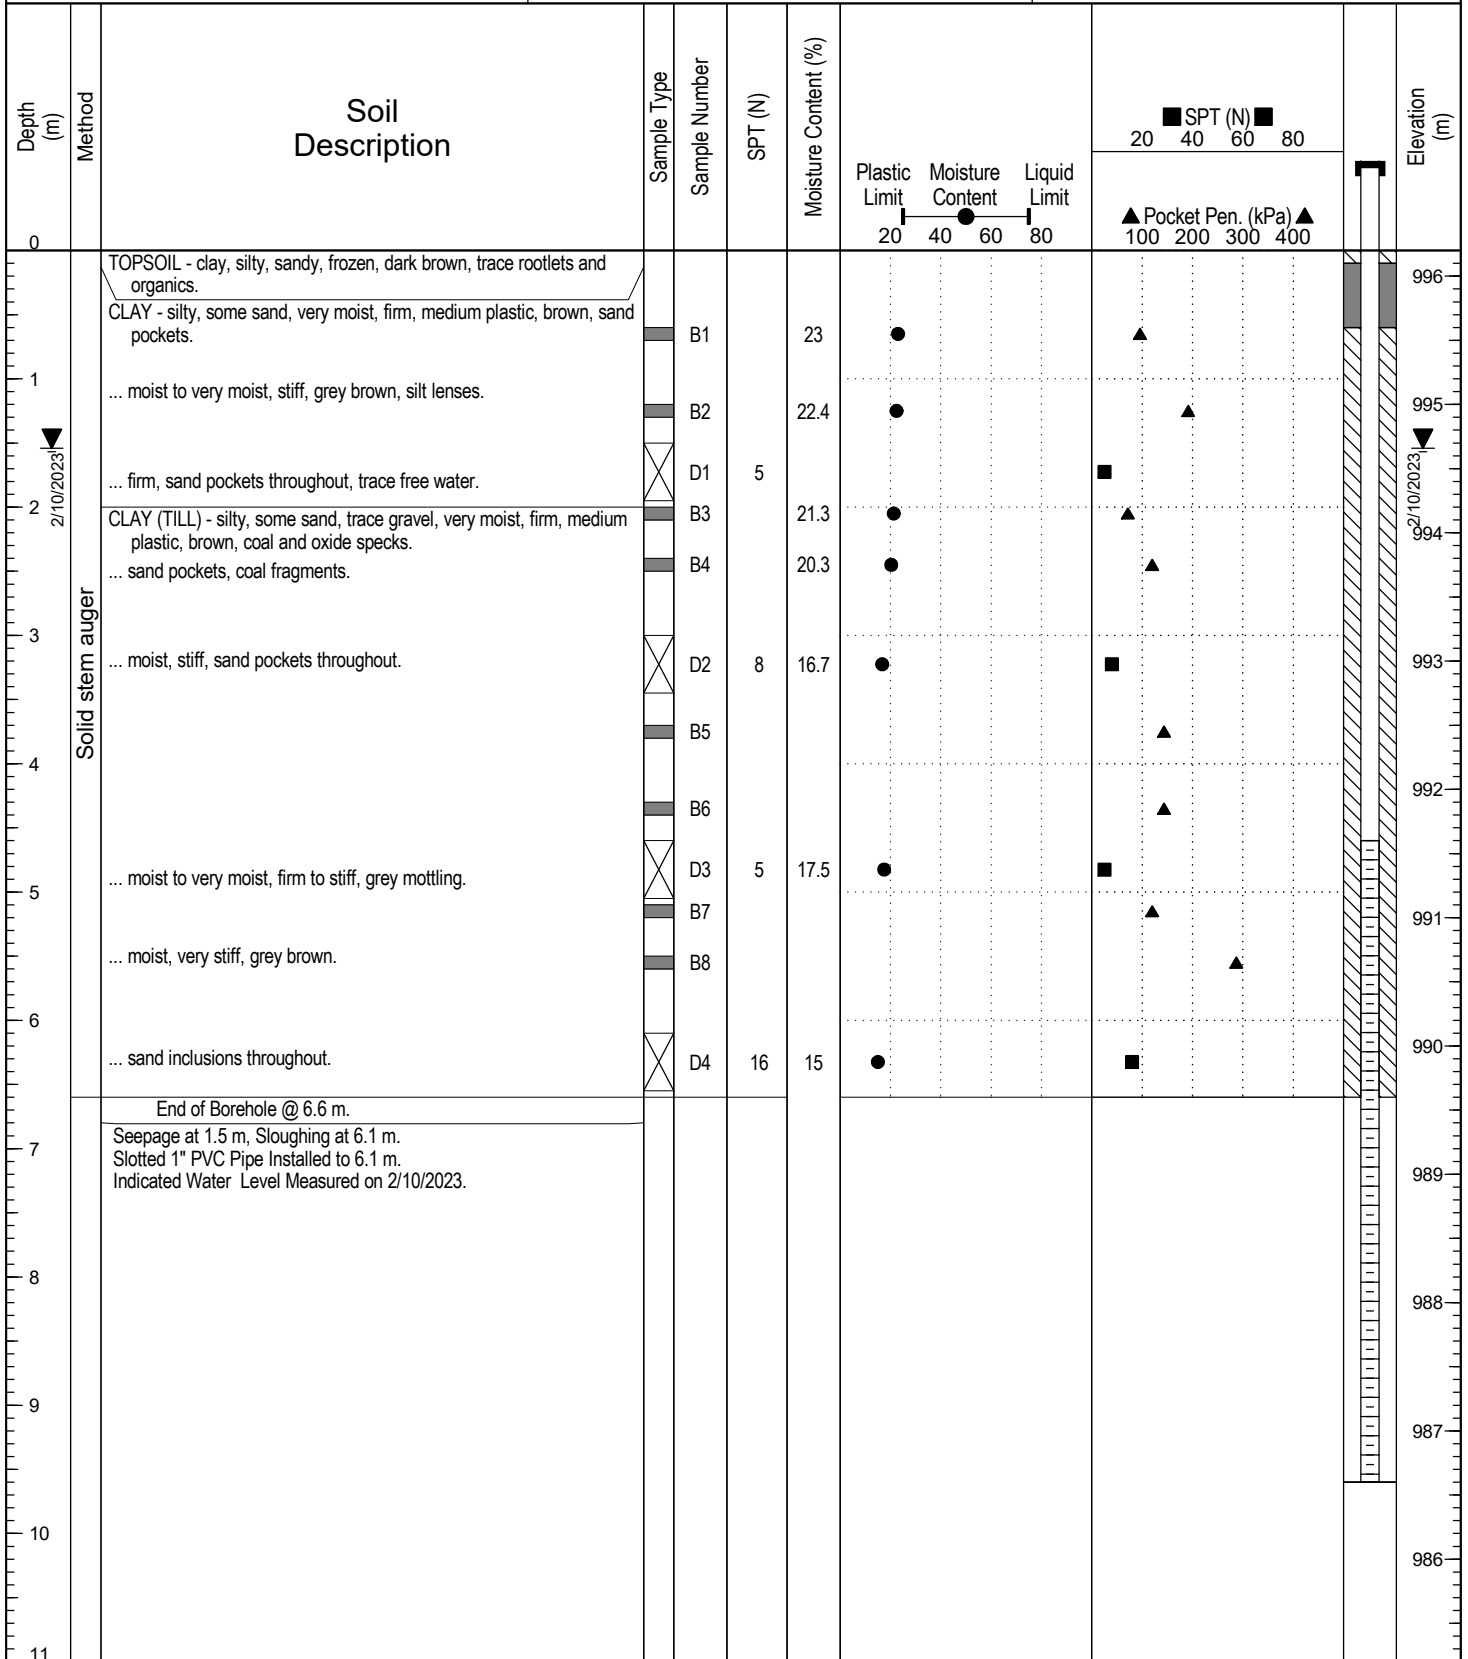 Depth
(m)
Method
Soil
Description
Sample Type
Sample Number
SPT (N)
Moisture Content (%)
Plastic Limit
Moisture Content
Liquid Limit
20 40 60 80
SPT (N)
20 40 60 80
Pocket Pen. (kPa)
100 200 300 400
Elevation
(m)
0
TOPSOIL - clay, silty, sandy, frozen, dark brown, trace rootlets and
organics.
996
CLAY - silty, some sand, very moist, firm, medium plastic, brown, sand
pockets.
B1 23
1
... moist to very moist, stiff, grey brown, silt lenses.
B2 22.4
995
2/10/2023
2/10/2023
... firm, sand pockets throughout, trace free water.
D1 5
2
CLAY (TILL) - silty, some sand, trace gravel, very moist, firm, medium
plastic, brown, coal and oxide specks.
B3 21.3
994
... sand pockets, coal fragments.
B4 20.3
Solid stem auger
3
... moist, stiff, sand pockets throughout.
D2 8 16.7
993
B5
4
992
B6
... moist to very moist, firm to stiff, grey mottling.
D3 5 17.5
5
B7
991
... moist, very stiff, grey brown.
B8
6
990
... sand inclusions throughout.
D4 16 15
End of Borehole @ 6.6 m.
7
Seepage at 1.5 m, Sloughing at 6.1 m.
Slotted 1" PVC Pipe Installed to 6.1 m.
Indicated Water Level Measured on 2/10/2023.
989
8
988
9
987
10
986
11